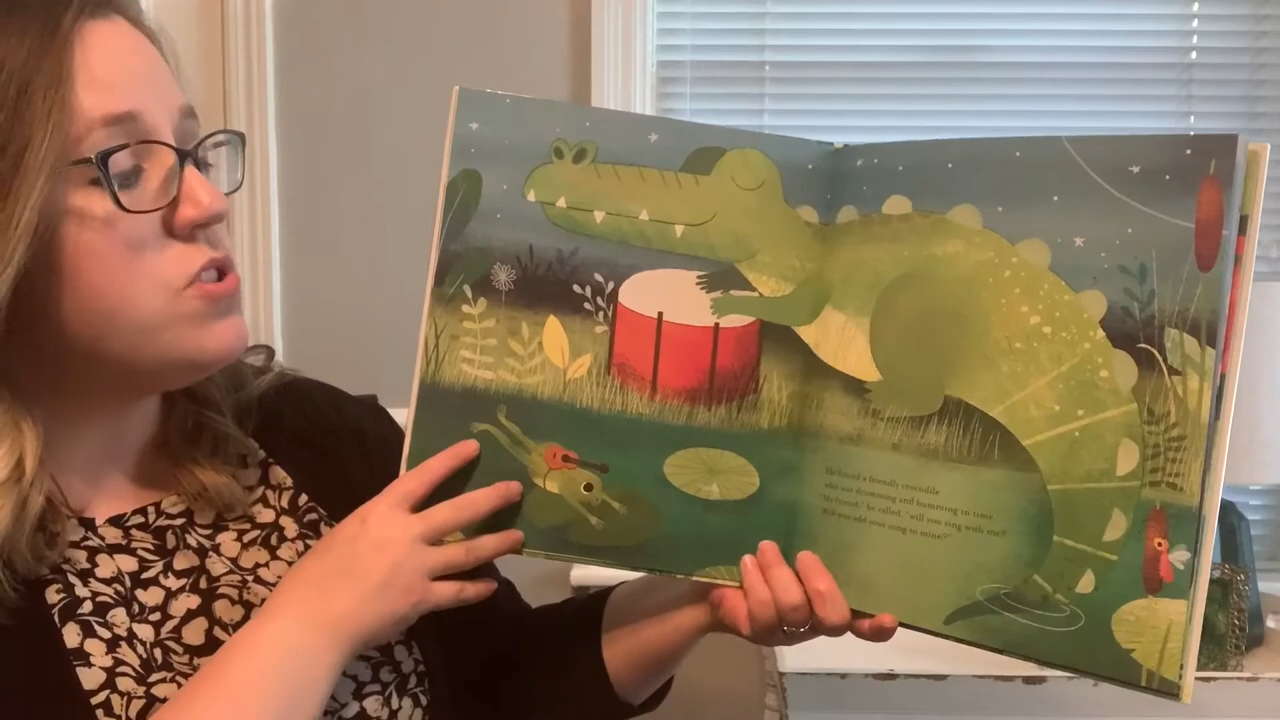 He found a friendly crocodile
who was drumming and humming in time.
"My friend," he called, "will you sing with me?
Will you add your song to mine?"